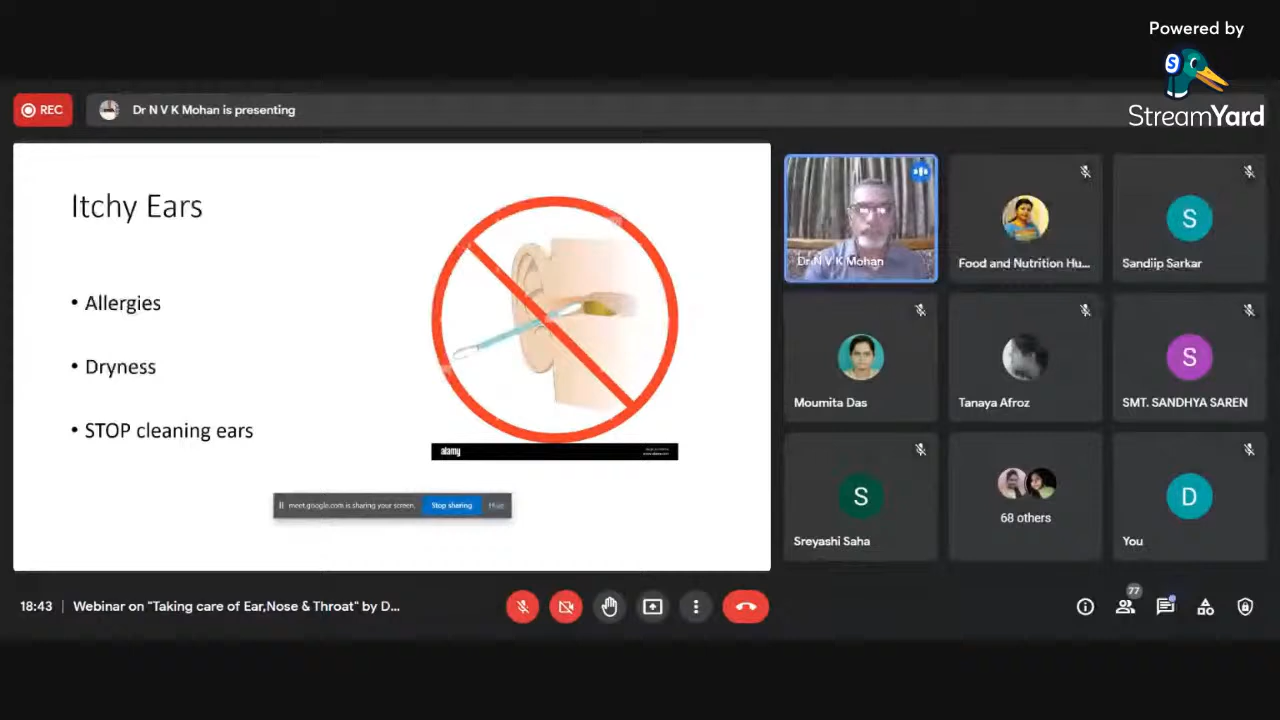 Powered by
StreamYard
REC
Dr N V K Mohan is presenting
Itchy Ears
• Allergies
• Dryness
• STOP cleaning ears
alamy
meet.google.com is sharing your screen.
Stop sharing
Hide
Dr N V K Mohan
Food and Nutrition Hu...
S
Sandiip Sarkar
Moumita Das
Tanaya Afroz
S
SMT. SANDHYA SAREN
S
Sreyashi Saha
68 others
D
You
18:43
Webinar on "Taking care of Ear,Nose & Throat" by D...
77